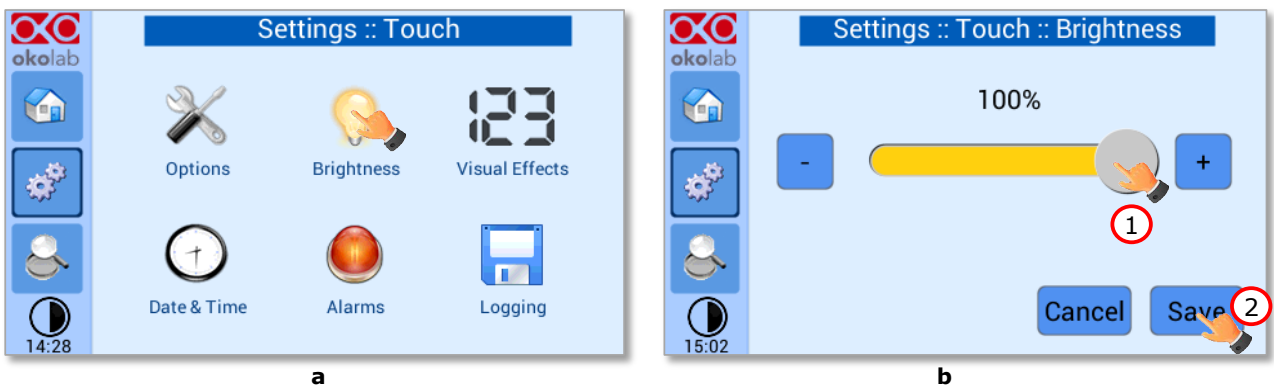 Settings :: Touch
okolab
Options
Brightness
Visual Effects
123
Date & Time
Alarms
Logging
14:28
a
Settings :: Touch :: Brightness
okolab
100%
-
+
1
Cancel
Save
2
15:02
b